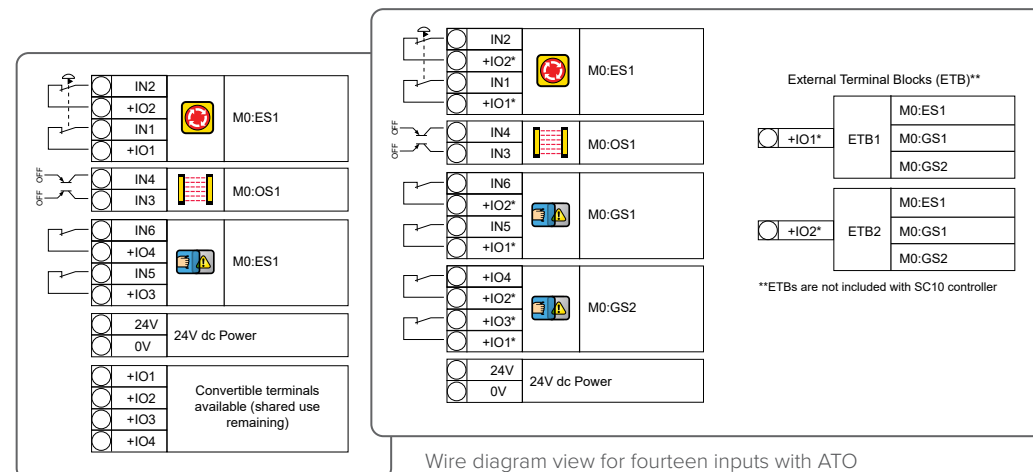 IN2
+IO2
IN1
+IO1
M0:ES1
OFF
OFF
IN4
IN3
M0:OS1
IN6
+IO4
IN5
+IO3
M0:ES1
24V
0V
24V dc Power
+IO1
+IO2
+IO3
+IO4
Convertible terminals
available (shared use
remaining)
IN2
+IO2*
IN1
+IO1*
M0:ES1
OFF
OFF
IN4
IN3
M0:OS1
IN6
+IO2*
IN5
+IO1*
M0:GS1
+IO4
+IO2*
+IO3*
+IO1*
M0:GS2
24V
0V
24V dc Power
External Terminal Blocks (ETB)**
+IO1*
ETB1
M0:ES1
M0:GS1
M0:GS2
+IO2*
ETB2
M0:ES1
M0:GS1
M0:GS2
**ETBs are not included with SC10 controller
Wire diagram view for fourteen inputs with ATO